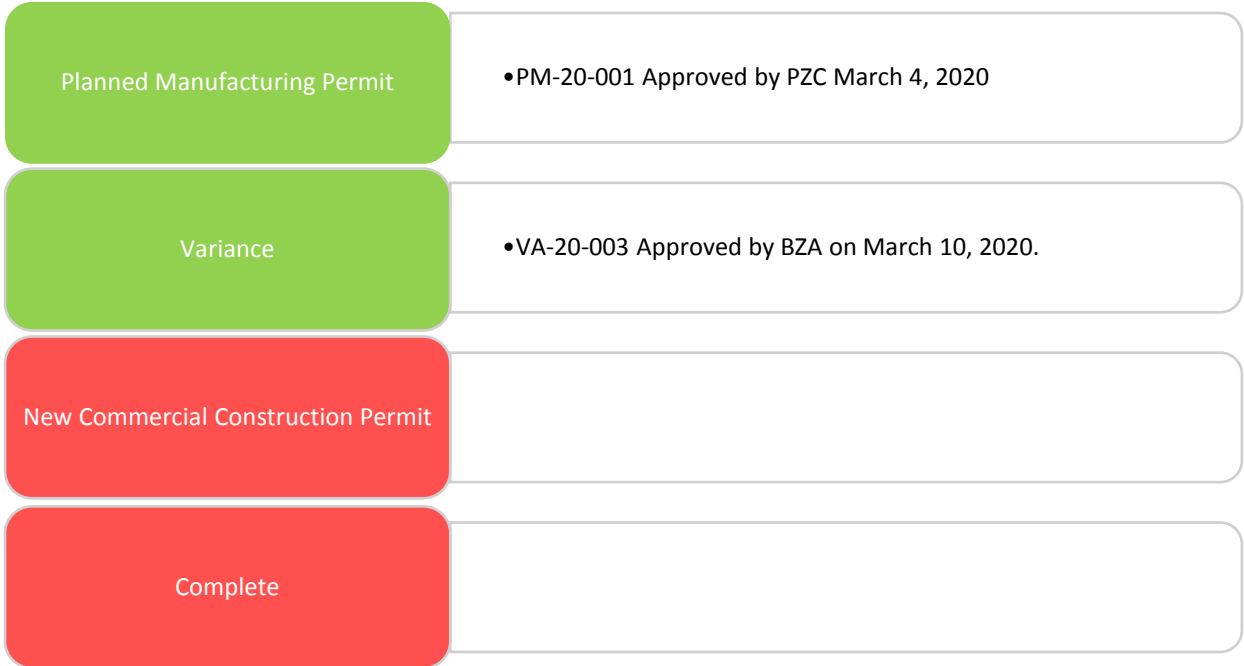 Planned Manufacturing Permit
•PM-20-001 Approved by PZC March 4, 2020
Variance
•VA-20-003 Approved by BZA on March 10, 2020.
New Commercial Construction Permit
Complete